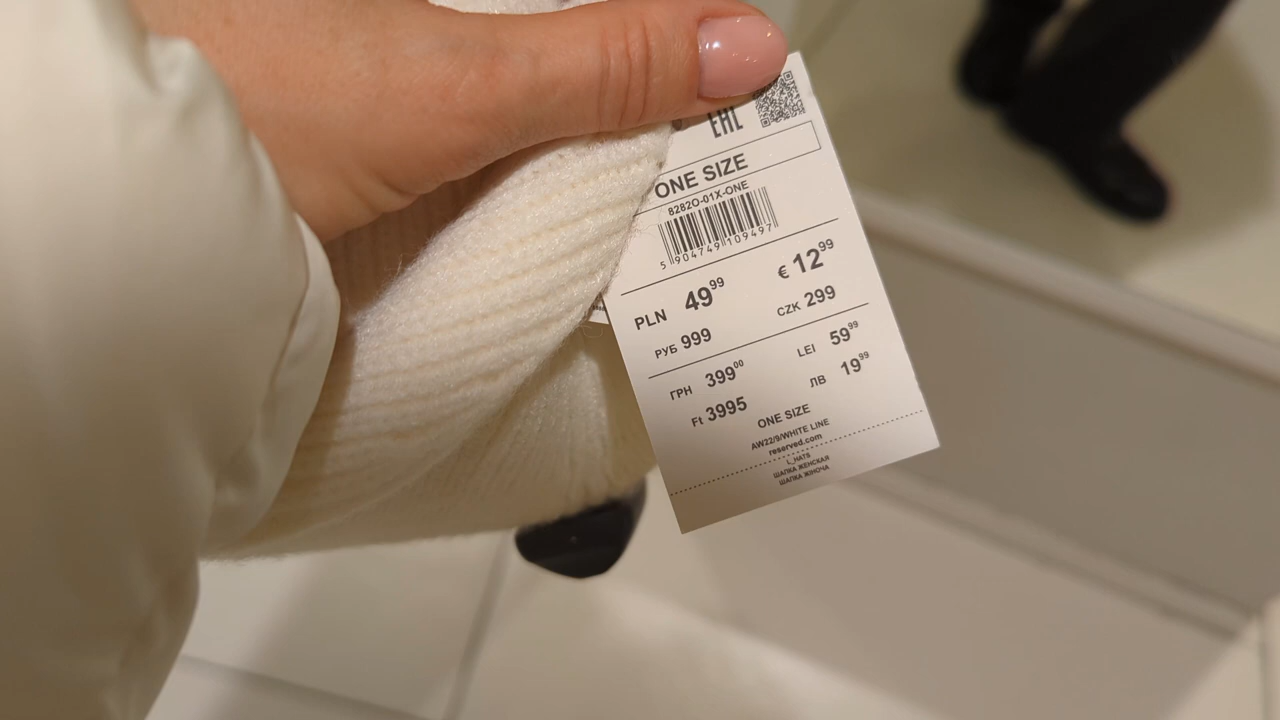 EAC
ONE SIZE
8282O-01X-ONE
5 904749 109497
PLN 49⁹⁹ € 12⁹⁹
РУБ 999 CZK 299
ГРН 399⁰⁰ LEI 59⁹⁹
Ft 3995 ЛВ 19⁹⁹
ONE SIZE
AW22/9/WHITE LINE
reserved.com
L_HATS
ШАПКА ЖЕНСКАЯ
ШАПКА ЖІНОЧА